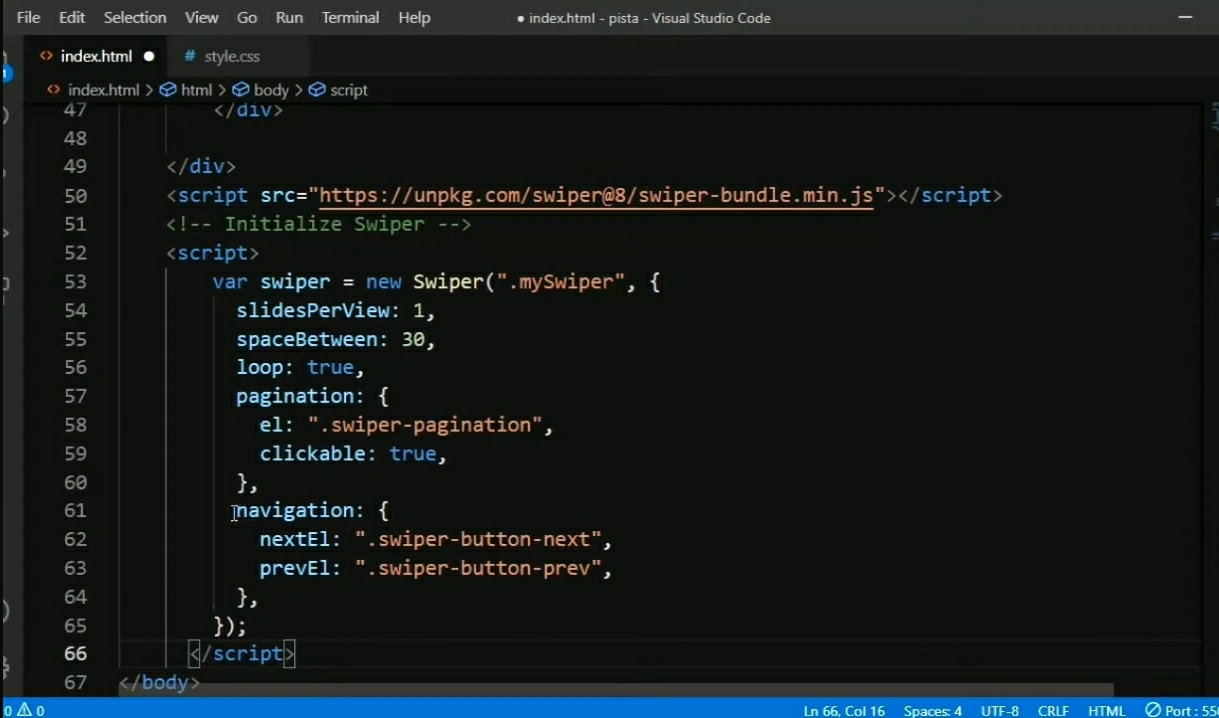 File Edit Selection View Go Run Terminal Help ● index.html - pista - Visual Studio Code
<> index.html ● # style.css
<> index.html > html > body > script
47 </div>
48
49 </div>
50 <script src="https://unpkg.com/swiper@8/swiper-bundle.min.js"></script>
51 <!-- Initialize Swiper -->
52 <script>
53 var swiper = new Swiper(".mySwiper", {
54 slidesPerView: 1,
55 spaceBetween: 30,
56 loop: true,
57 pagination: {
58 el: ".swiper-pagination",
59 clickable: true,
60 },
61 navigation: {
62 nextEl: ".swiper-button-next",
63 prevEl: ".swiper-button-prev",
64 },
65 });
66 </script>
67 </body>
0 ⚠ 0 Ln 66, Col 16 Spaces: 4 UTF-8 CRLF HTML Port : 550